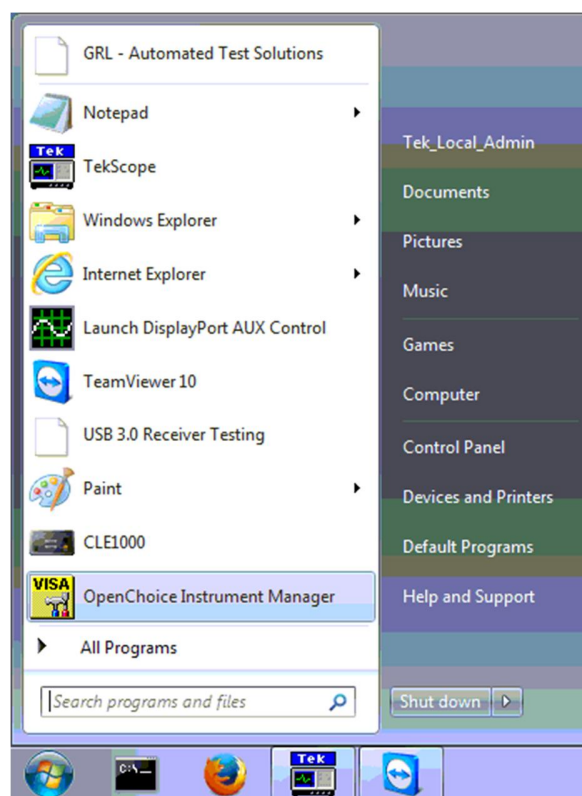 GRL - Automated Test Solutions
Notepad
Tek
TekScope
Windows Explorer
Internet Explorer
Launch DisplayPort AUX Control
TeamViewer 10
USB 3.0 Receiver Testing
Paint
CLE1000
VISA
OpenChoice Instrument Manager
All Programs
Search programs and files
Tek_Local_Admin
Documents
Pictures
Music
Games
Computer
Control Panel
Devices and Printers
Default Programs
Help and Support
Shut down
C:\_
Tek